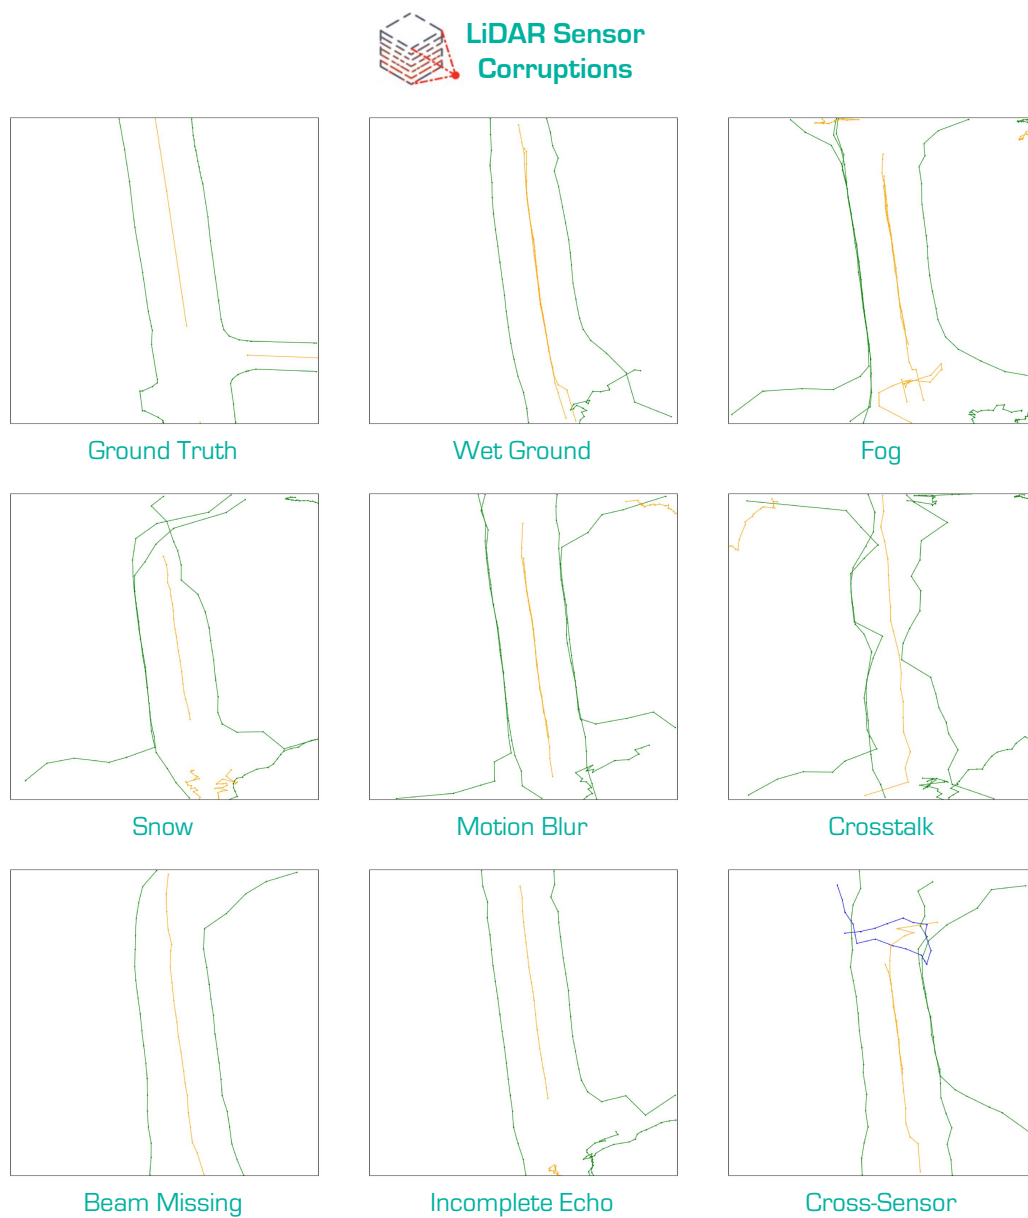 LiDAR Sensor
Corruptions
Ground Truth
Wet Ground
Fog
Snow
Motion Blur
Crosstalk
Beam Missing
Incomplete Echo
Cross-Sensor